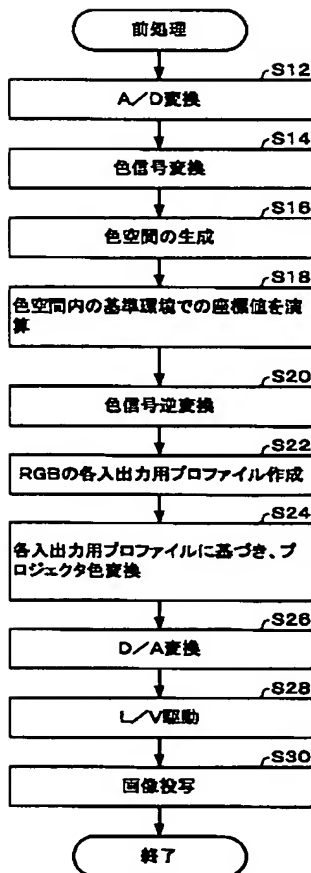 前処理
S12
A/D変換
S14
色信号変換
S16
色空間の生成
S18
色空間内の基準環境での座標値を演
算
S20
色信号逆変換
S22
RGBの各入出力用プロファイル作成
S24
各入出力用プロファイルに基づき、プ
ロジェクタ色変換
S26
D/A変換
S28
L/V駆動
S30
画像投写
終了